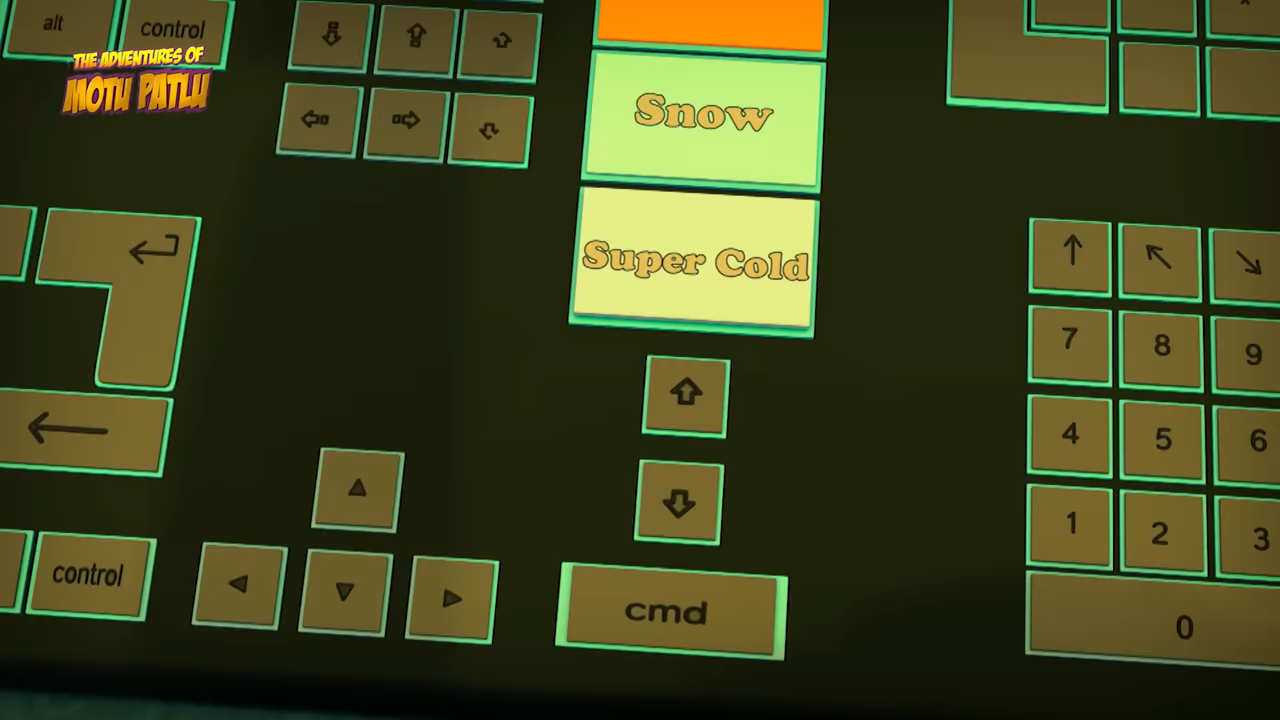 alt
control
THE ADVENTURES OF
MOTU PATLU
Snow
Super Cold
7 8 9
4 5 6
1 2 3
control
cmd
0